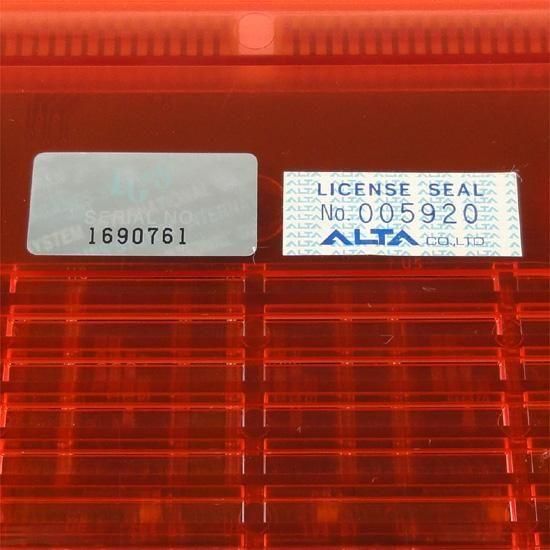 SERIAL NO.
1690761
LICENSE SEAL
No. 005920
ALTA CO.,LTD